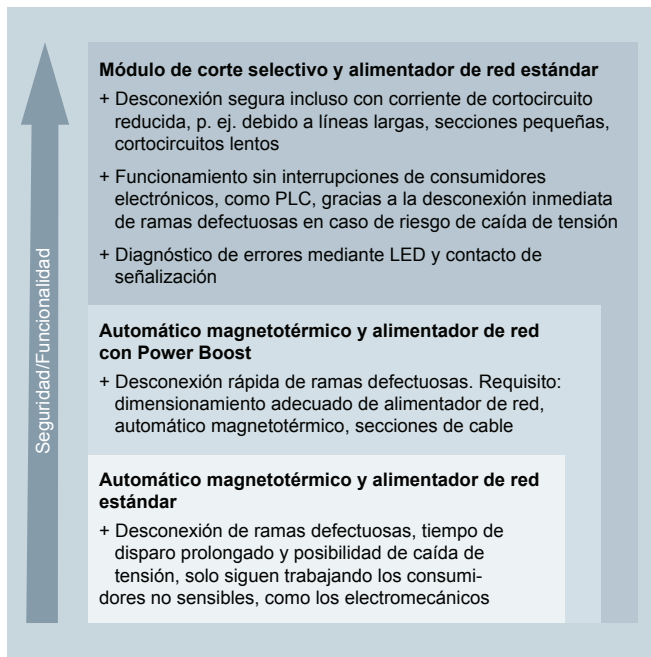 Seguridad/Funcionalidad
Módulo de corte selectivo y alimentador de red estándar
+ Desconexión segura incluso con corriente de cortocircuito
reducida, p. ej. debido a líneas largas, secciones pequeñas,
cortocircuitos lentos
+ Funcionamiento sin interrupciones de consumidores
electrónicos, como PLC, gracias a la desconexión inmediata
de ramas defectuosas en caso de riesgo de caída de tensión
+ Diagnóstico de errores mediante LED y contacto de
señalización
Automático magnetotérmico y alimentador de red
con Power Boost
+ Desconexión rápida de ramas defectuosas. Requisito:
dimensionamiento adecuado de alimentador de red,
automático magnetotérmico, secciones de cable
Automático magnetotérmico y alimentador de red
estándar
+ Desconexión de ramas defectuosas, tiempo de
disparo prolongado y posibilidad de caída de
tensión, solo siguen trabajando los consumi-
dores no sensibles, como los electromecánicos